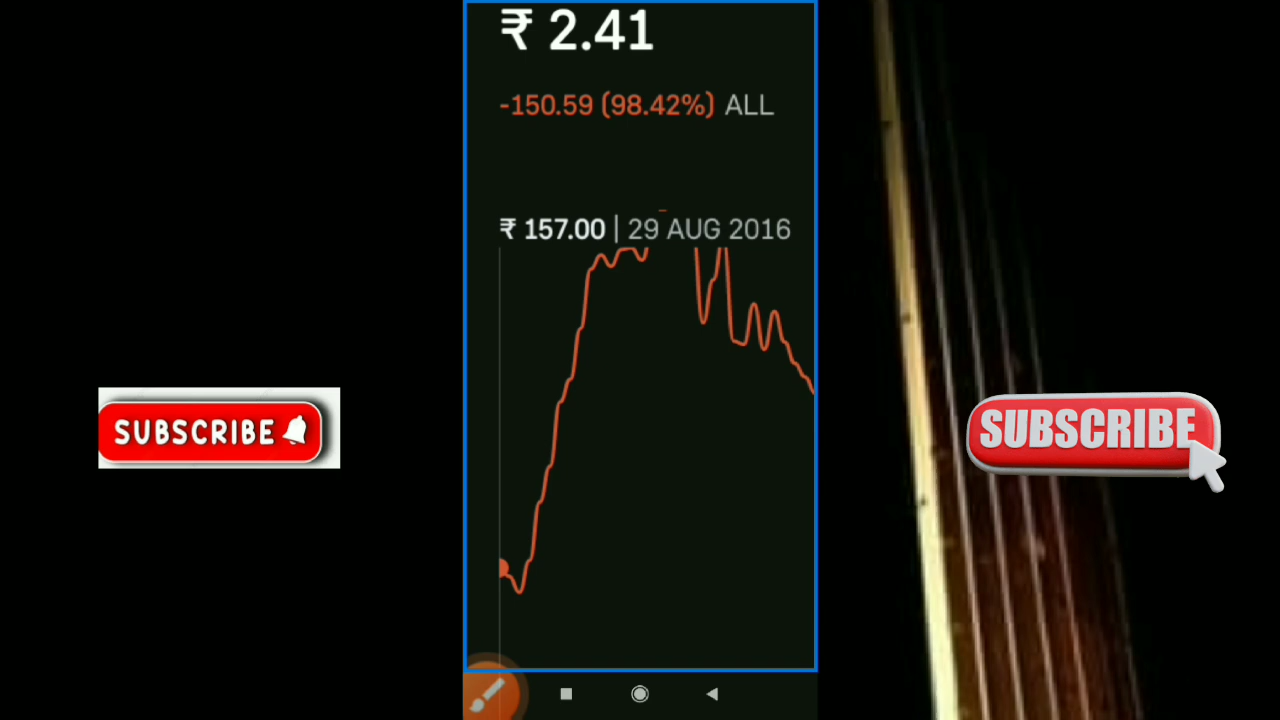 ₹ 2.41
-150.59 (98.42%) ALL
₹ 157.00 | 29 AUG 2016
SUBSCRIBE
SUBSCRIBE